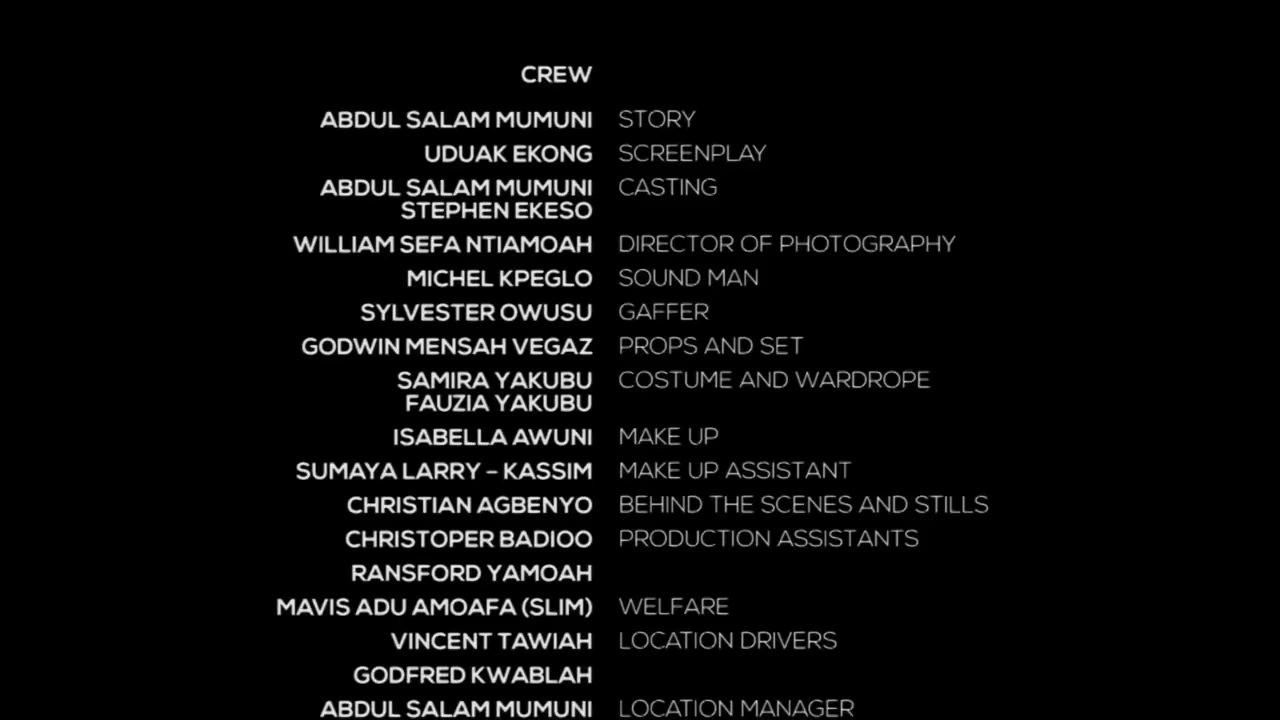 CREW
ABDUL SALAM MUMUNI STORY
UDUAK EKONG SCREENPLAY
ABDUL SALAM MUMUNI CASTING
STEPHEN EKESO
WILLIAM SEFA NTIAMOAH DIRECTOR OF PHOTOGRAPHY
MICHEL KPEGLO SOUND MAN
SYLVESTER OWUSU GAFFER
GODWIN MENSAH VEGAZ PROPS AND SET
SAMIRA YAKUBU COSTUME AND WARDROPE
FAUZIA YAKUBU
ISABELLA AWUNI MAKE UP
SUMAYA LARRY – KASSIM MAKE UP ASSISTANT
CHRISTIAN AGBENYO BEHIND THE SCENES AND STILLS
CHRISTOPER BADIOO PRODUCTION ASSISTANTS
RANSFORD YAMOAH
MAVIS ADU AMOAFA (SLIM) WELFARE
VINCENT TAWIAH LOCATION DRIVERS
GODFRED KWABLAH
ABDUL SALAM MUMUNI LOCATION MANAGER